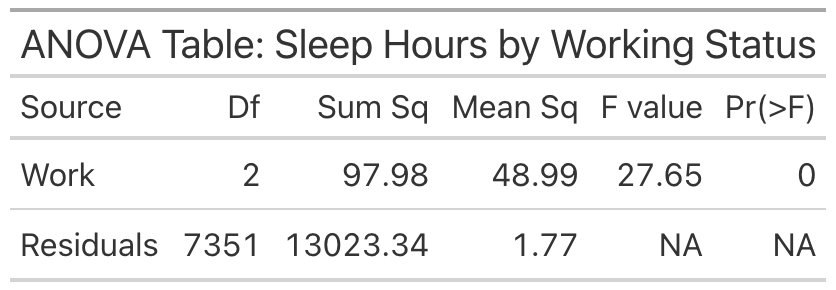 ANOVA Table: Sleep Hours by Working Status
Source Df Sum Sq Mean Sq F value Pr(>F)
Work 2 97.98 48.99 27.65 0
Residuals 7351 13023.34 1.77 NA NA